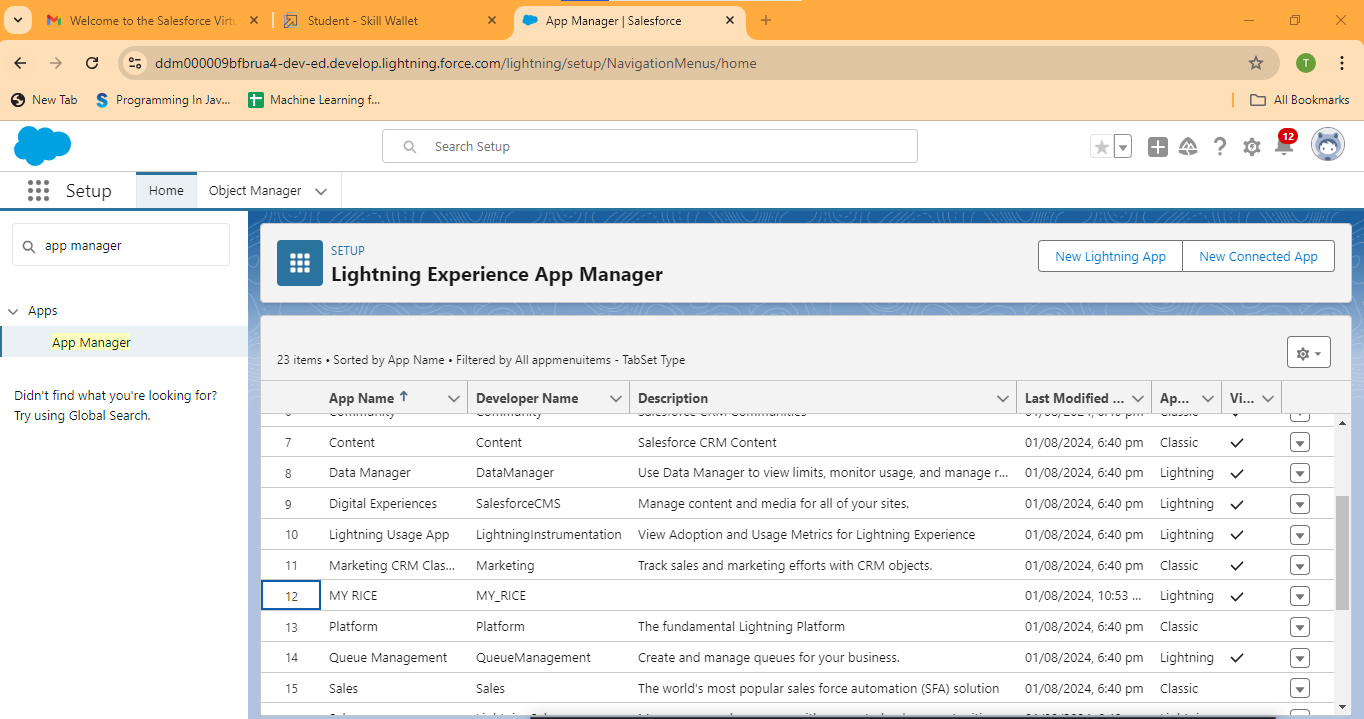 Welcome to the Salesforce Virtu
Student - Skill Wallet
App Manager | Salesforce
ddm000009bfbrua4-dev-ed.develop.lightning.force.com/lightning/setup/NavigationMenus/home
T
New Tab
Programming In Jav...
Machine Learning f...
All Bookmarks
Search Setup
12
Setup
Home
Object Manager
app manager
Apps
App Manager
Didn't find what you're looking for?
Try using Global Search.
SETUP
Lightning Experience App Manager
New Lightning App
New Connected App
23 items • Sorted by App Name • Filtered by All appmenuitems - TabSet Type
App Name Developer Name Description Last Modified ... Ap... Vi...
7 Content Content Salesforce CRM Content 01/08/2024, 6:40 pm Classic
8 Data Manager DataManager Use Data Manager to view limits, monitor usage, and manage r... 01/08/2024, 6:40 pm Lightning
9 Digital Experiences SalesforceCMS Manage content and media for all of your sites. 01/08/2024, 6:40 pm Lightning
10 Lightning Usage App LightningInstrumentation View Adoption and Usage Metrics for Lightning Experience 01/08/2024, 6:40 pm Lightning
11 Marketing CRM Clas... Marketing Track sales and marketing efforts with CRM objects. 01/08/2024, 6:40 pm Classic
12 MY RICE MY_RICE 01/08/2024, 10:53 ... Lightning
13 Platform Platform The fundamental Lightning Platform 01/08/2024, 6:40 pm Classic
14 Queue Management QueueManagement Create and manage queues for your business. 01/08/2024, 6:40 pm Lightning
15 Sales Sales The world's most popular sales force automation (SFA) solution 01/08/2024, 6:40 pm Classic